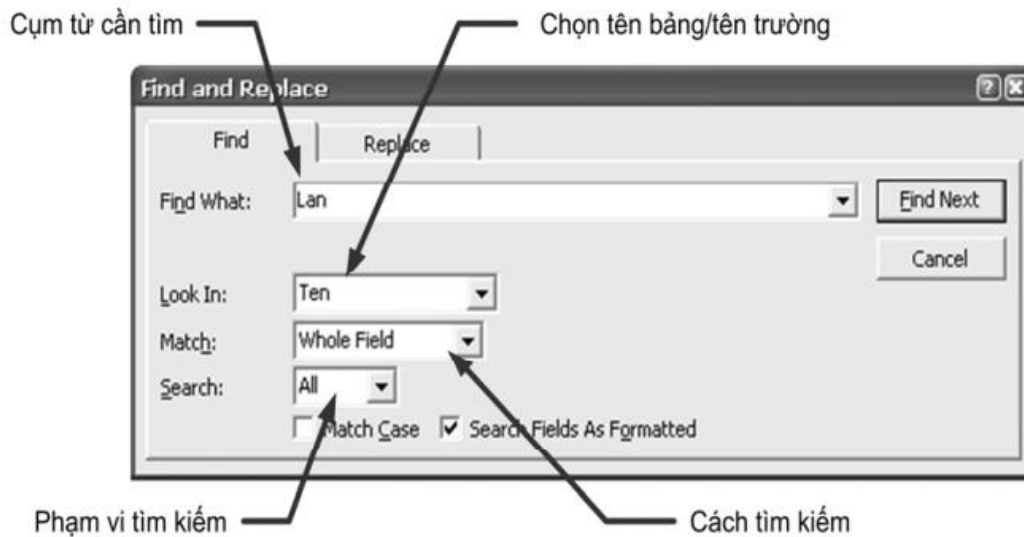 Cụm từ cần tìm
Chọn tên bảng/tên trường
Find and Replace
Find
Replace
Find What:
Lan
Find Next
Cancel
Look In:
Ten
Match:
Whole Field
Search:
All
Match Case
Search Fields As Formatted
Phạm vi tìm kiếm
Cách tìm kiếm